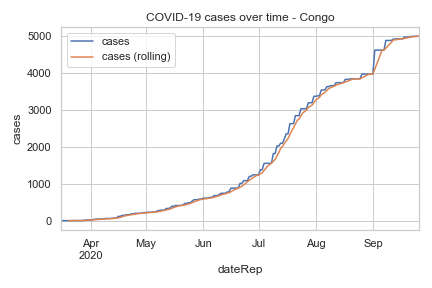 COVID-19 cases over time - Congo
cases
cases (rolling)
5000
4000
3000
2000
1000
0
cases
Apr
2020
May
Jun
Jul
Aug
Sep
dateRep